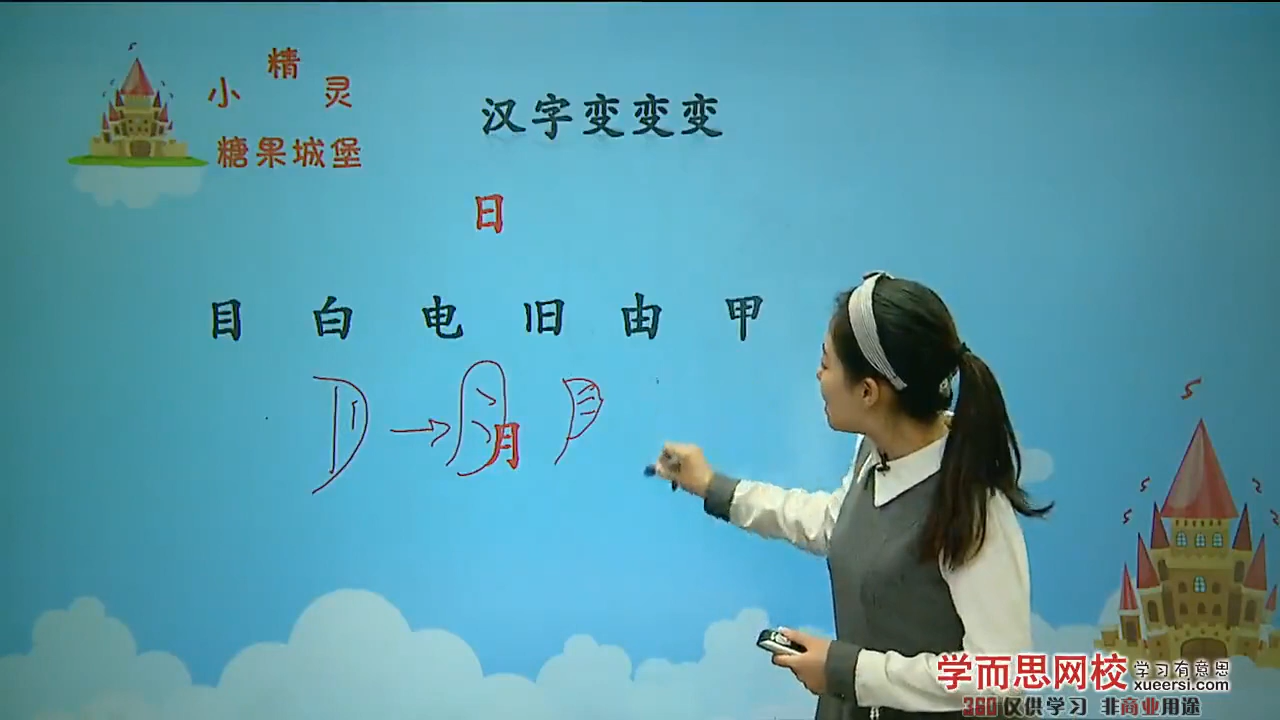 小精灵
糖果城堡
汉字变变变
日
目 白 电 旧 由 甲
月
学而思网校 学习有意思
xueersi.com
360 仅供学习 非商业用途